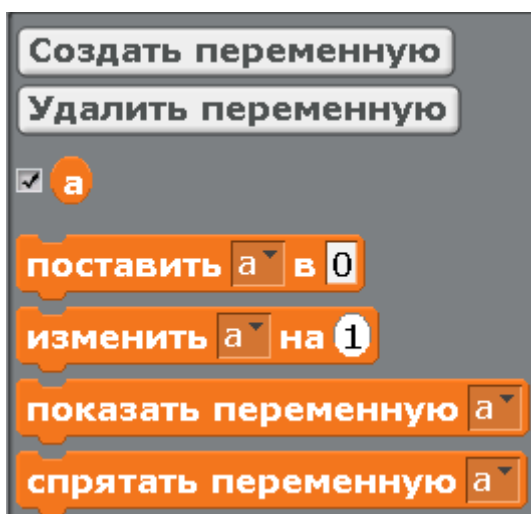 Создать переменную
Удалить переменную
a
поставить a в 0
изменить a на 1
показать переменную a
спрятать переменную a